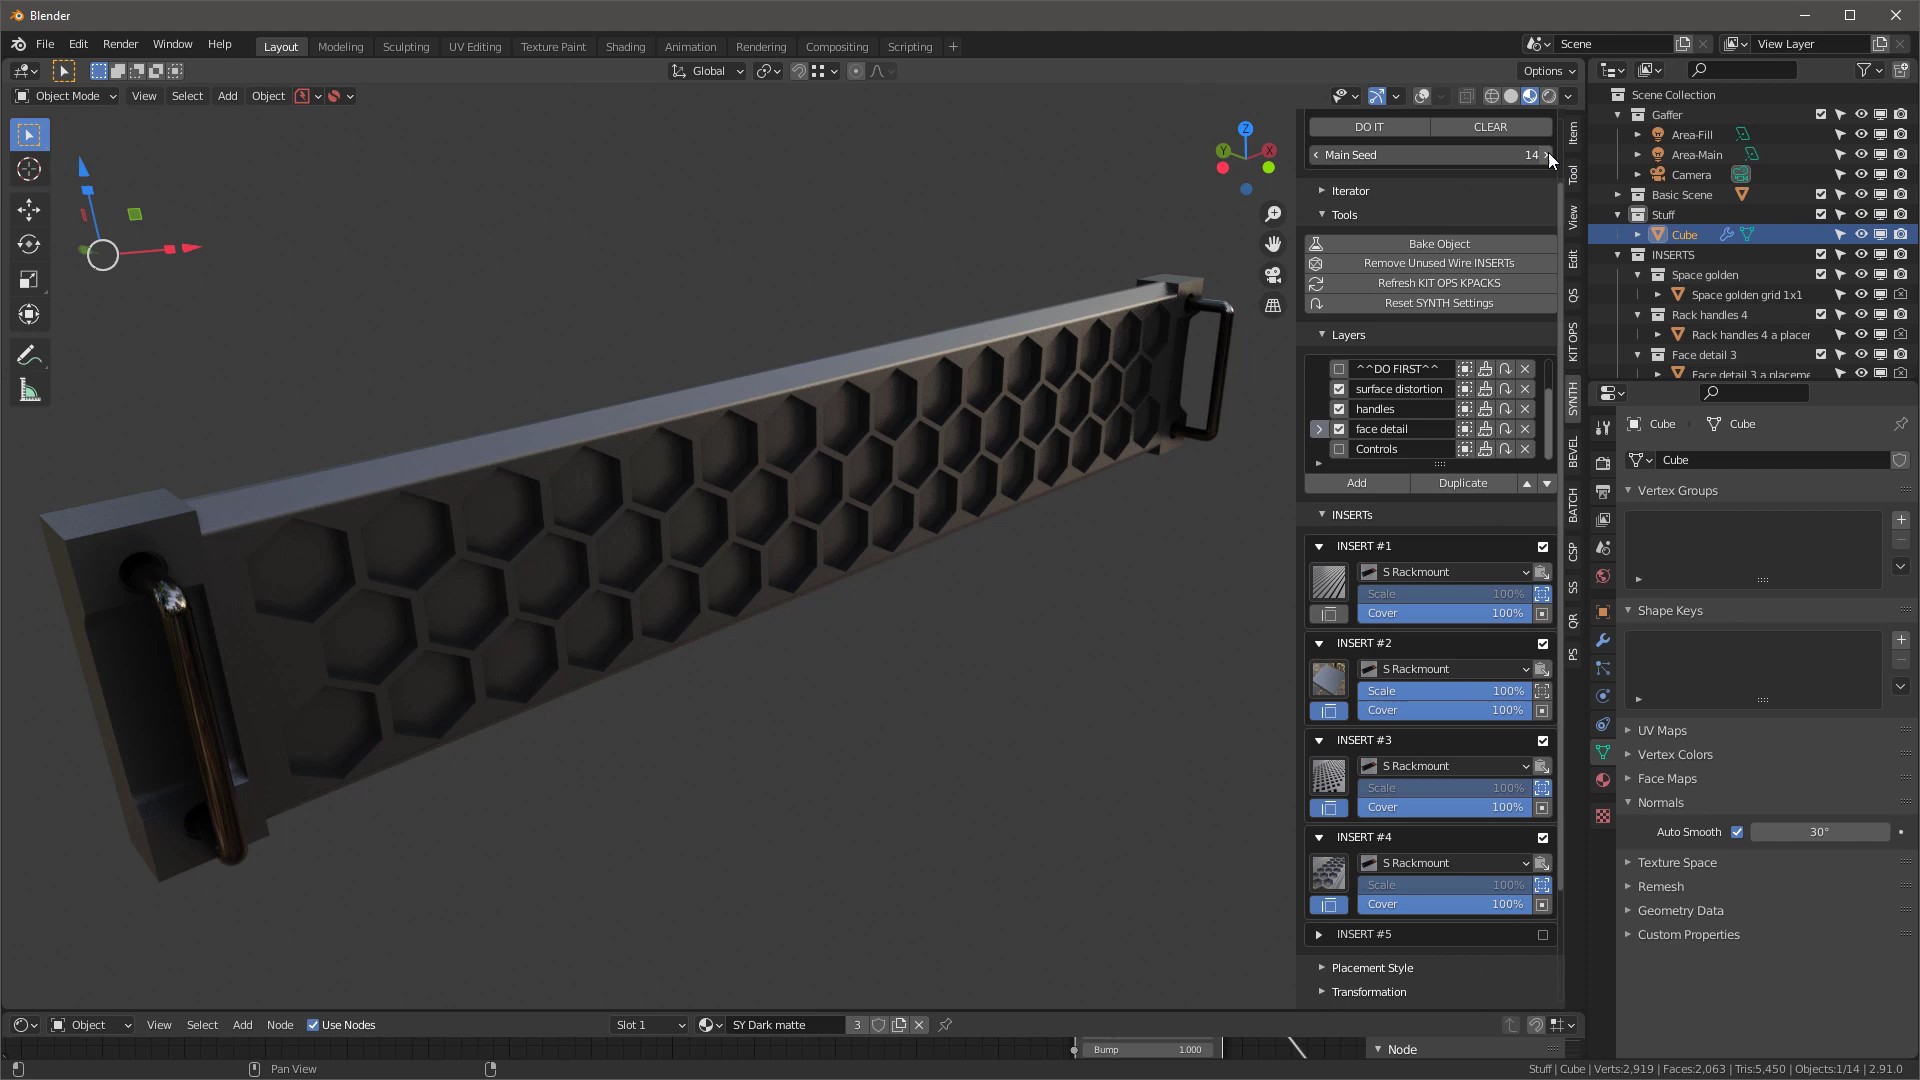 Blender
File Edit Render Window Help Layout Modeling Sculpting UV Editing Texture Paint Shading Animation Rendering Compositing Scripting + Scene View Layer
Global Options
Object Mode View Select Add Object
Z
Y X
DO IT CLEAR
Main Seed 14
Iterator
Tools
Bake Object
Remove Unused Wire INSERTs
Refresh KIT OPS KPACKS
Reset SYNTH Settings
Layers
^^DO FIRST^^
surface distortion
handles
face detail
Controls
Add Duplicate
INSERTs
INSERT #1
S Rackmount
Scale 100%
Cover 100%
INSERT #2
S Rackmount
Scale 100%
Cover 100%
INSERT #3
S Rackmount
Scale 100%
Cover 100%
INSERT #4
S Rackmount
Scale 100%
Cover 100%
INSERT #5
Placement Style
Transformation
Item
Tool
View
Edit
QS
KIT OPS
SYNTH
BEVEL
BATCH
CSP
SS
QR
PS
Scene Collection
Gaffer
Area-Fill
Area-Main
Camera
Basic Scene
Stuff
Cube
INSERTS
Space golden
Space golden grid 1x1
Rack handles 4
Rack handles 4 a placer
Face detail 3
Face detail 3 a placeme
Cube Cube
Cube
Vertex Groups
Shape Keys
UV Maps
Vertex Colors
Face Maps
Normals
Auto Smooth 30°
Texture Space
Remesh
Geometry Data
Custom Properties
Object View Select Add Node Use Nodes Slot 1 SY Dark matte 3
Bump 1.000 Node
Pan View Stuff | Cube | Verts:2,919 | Faces:2,063 | Tris:5,450 | Objects:1/14 | 2.91.0